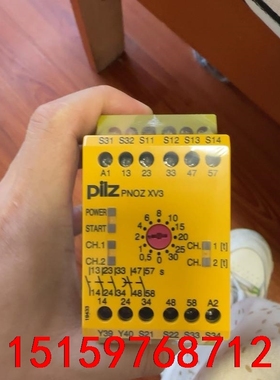 S31 S32 S11 S12 S13 S14
A1 13 23 33 47 57
pilz PNOZ XV3
POWER
START
CH.1
CH.2
8 10
6 15
4 20
2 25
1 30
0,5 0 s
CH. 1 [t]
CH. 2 [t]
13 23 33 47 57
14 24 34 48 58
14 24 34 48 58 A2
Y39 Y40 S21 S22 S33 S34
15159768712